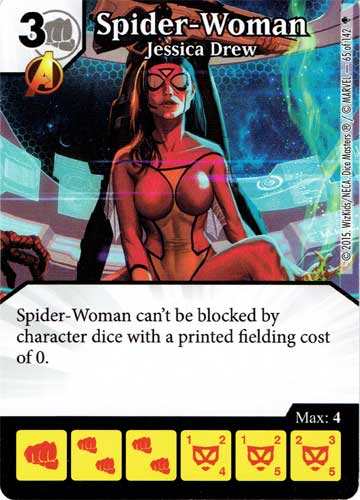 3
Spider-Woman
Jessica Drew
© 2015. WizKids/NECA. Dice Masters ® / © MARVEL — 65 of 142
Spider-Woman can't be blocked by
character dice with a printed fielding cost
of 0.
Max: 4
1 2 4
1 2 5
2 3 5